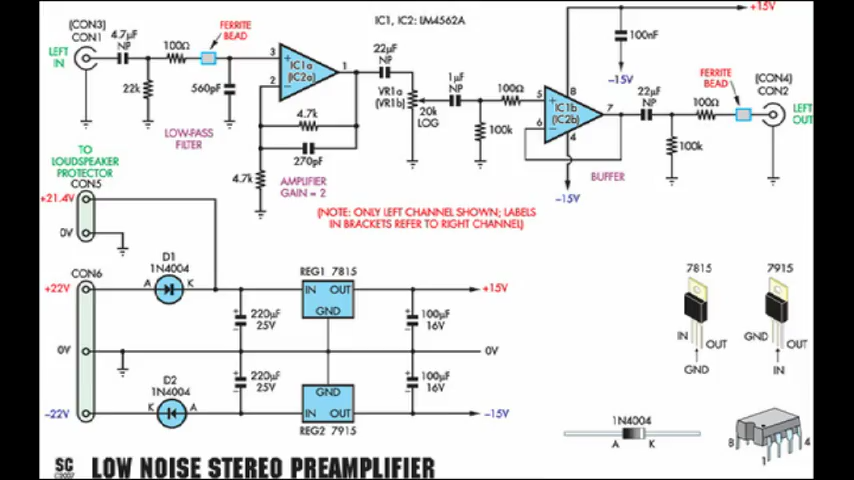 IC1, IC2: LM4562A
+15V
(CON3)
CON1
4.7µF
NP
FERRITE
BEAD
LEFT
IN
100Ω
22k
560pF
LOW-PASS
FILTER
3
2
1
IC1a
(IC2a)
4.7k
270pF
4.7k
AMPLIFIER
GAIN = 2
22µF
NP
VR1a
(VR1b)
20k
LOG
1µF
NP
100Ω
100k
5
6
8
7
4
IC1b
(IC2b)
–15V
BUFFER
100nF
–15V
22µF
NP
100Ω
100k
FERRITE
BEAD
(CON4)
CON2
LEFT
OUT
(NOTE: ONLY LEFT CHANNEL SHOWN; LABELS
IN BRACKETS REFER TO RIGHT CHANNEL)
TO
LOUDSPEAKER
PROTECTOR
CON5
+21.4V
0V
CON6
+22V
0V
–22V
D1
1N4004
A K
D2
1N4004
K A
220µF
25V
220µF
25V
REG1 7815
IN OUT
GND
GND
IN OUT
REG2 7915
100µF
16V
100µF
16V
+15V
0V
–15V
7815
IN
OUT
GND
7915
GND
OUT
IN
1N4004
A K
8
4
1
SC
LOW NOISE STEREO PREAMPLIFIER